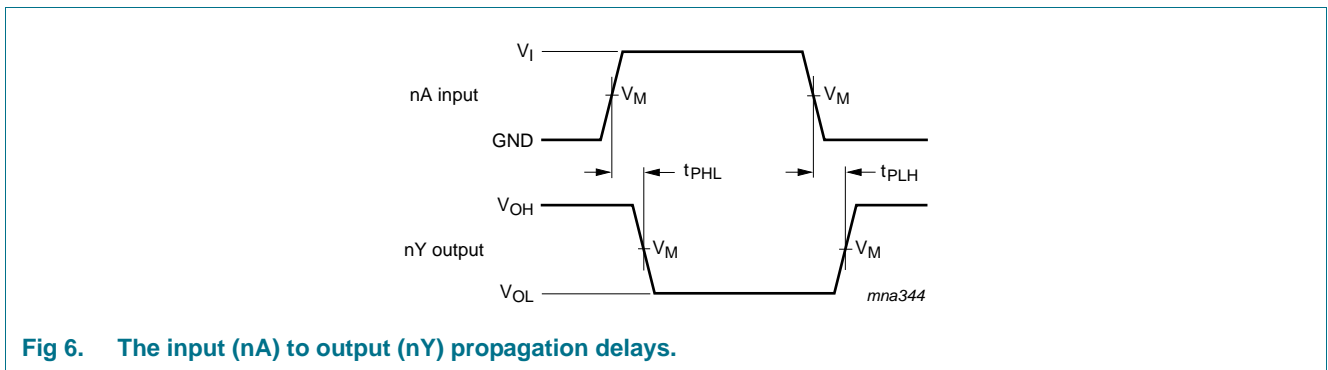 VI
nA input
VM
VM
GND
tPHL
tPLH
VOH
nY output
VM
VM
VOL
mna344
Fig 6. The input (nA) to output (nY) propagation delays.